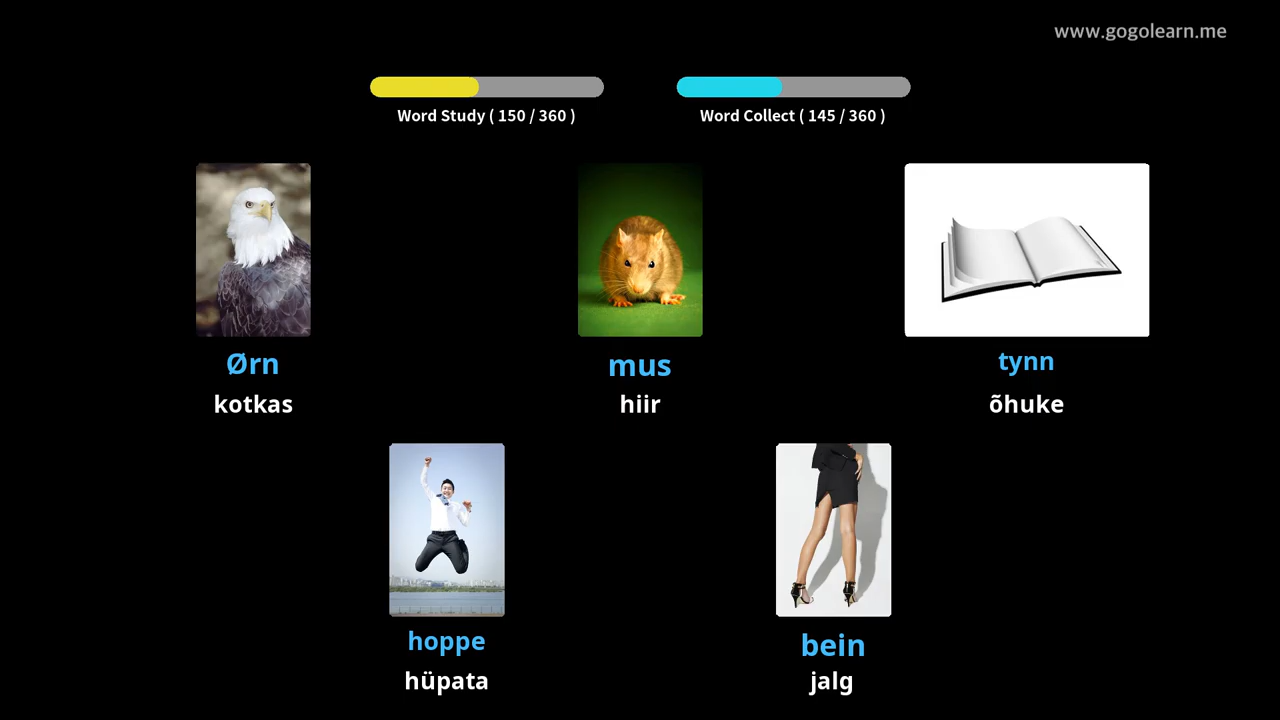 www.gogolearn.me
Word Study ( 150 / 360 )
Word Collect ( 145 / 360 )
Ørn
kotkas
mus
hiir
tynn
õhuke
hoppe
hüpata
bein
jalg